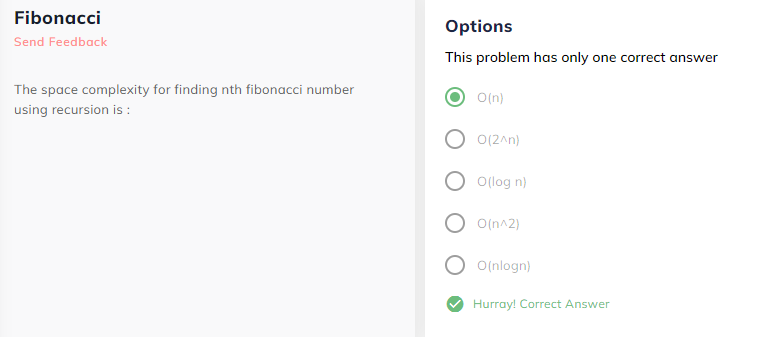 Fibonacci
Send Feedback
The space complexity for finding nth fibonacci number
using recursion is :
Options
This problem has only one correct answer
O(n)
O(2^n)
O(log n)
O(n^2)
O(nlogn)
Hurray! Correct Answer